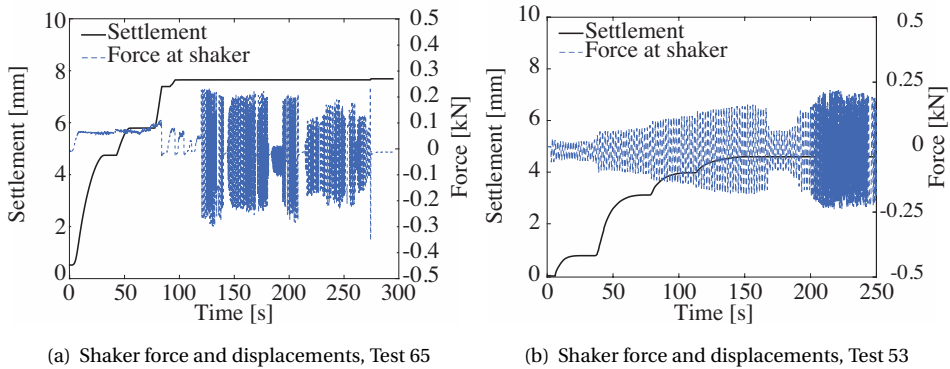 10
8
6
4
2
0
Settlement [mm]
Settlement
Force at shaker
0.5
0.4
0.3
0.2
0.1
0
-0.1
-0.2
-0.3
-0.4
-0.5
Force [kN]
0 50 100 150 200 250 300
Time [s]
(a) Shaker force and displacements, Test 65
10
8
6
4
2
0
Settlement [mm]
Settlement
Force at shaker
0.5
0.25
0
-0.25
-0.5
Force [kN]
0 50 100 150 200 250
Time [s]
(b) Shaker force and displacements, Test 53